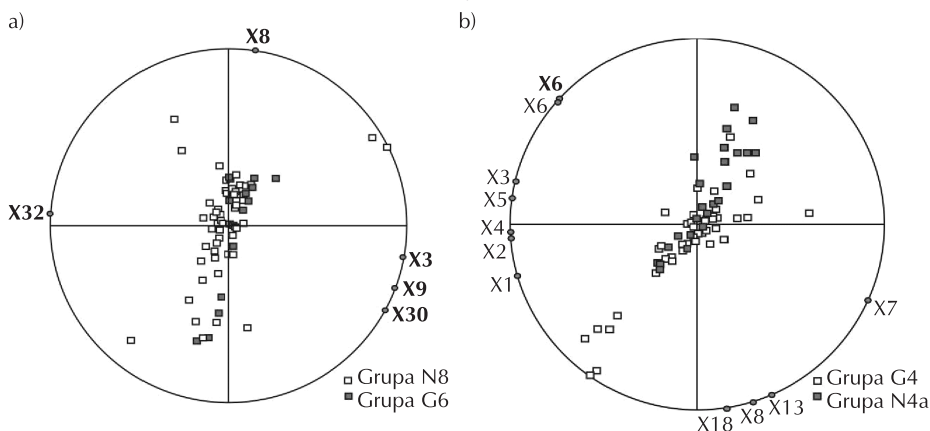 a)
X8
X32
X3
X9
X30
Grupa N8
Grupa G6
b)
X6
X6
X3
X5
X4
X2
X1
X7
X13
X8
X18
Grupa G4
Grupa N4a